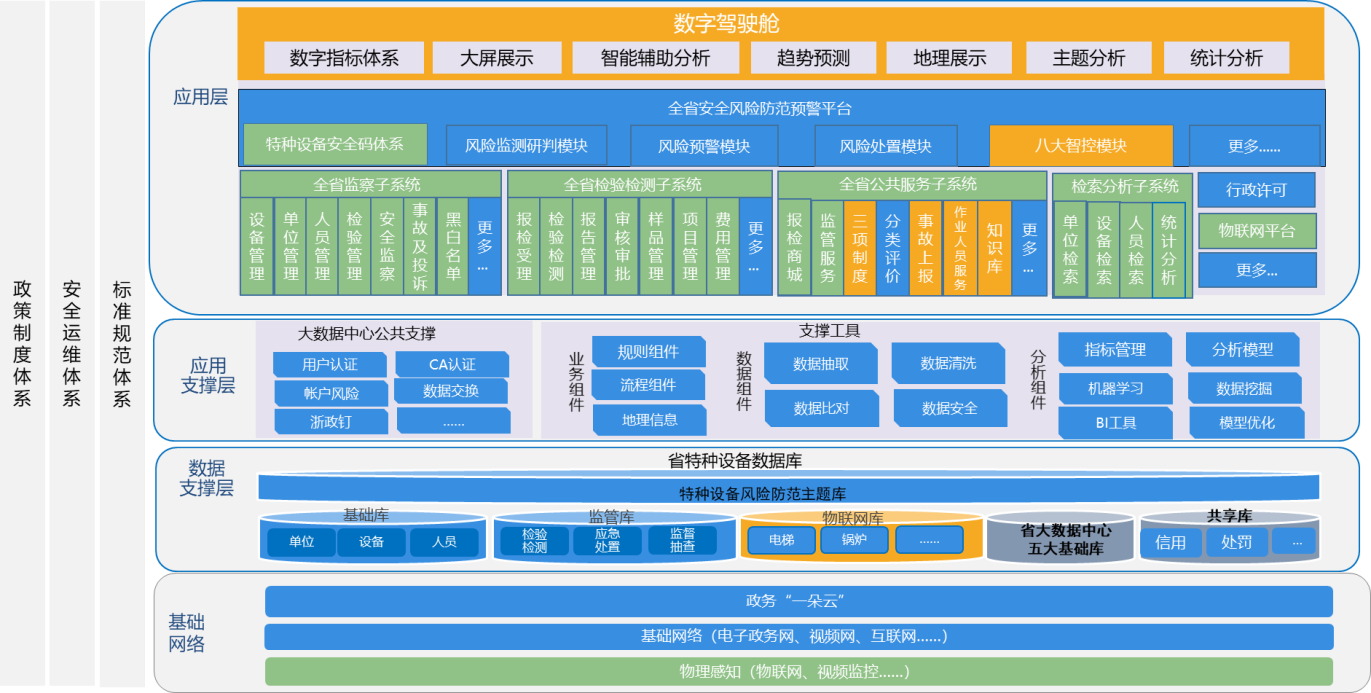 政策制度体系
安全运维体系
标准规范体系
应用层
数字驾驶舱
数字指标体系
大屏展示
智能辅助分析
趋势预测
地理展示
主题分析
统计分析
全省安全风险防范预警平台
特种设备安全码体系
风险监测研判模块
风险预警模块
风险处置模块
八大智控模块
更多......
全省监察子系统
设备管理
单位管理
人员管理
检验管理
安全监察
事故及投诉
黑白名单
更多...
全省检验检测子系统
报检受理
检验检测
报告管理
审核审批
样品管理
项目管理
费用管理
更多...
全省公共服务子系统
报检商城
监管服务
三项制度
分类评价
事故上报
作业人员服务
知识库
更多...
检索分析子系统
单位检索
设备检索
人员检索
统计分析
行政许可
物联网平台
更多...
应用
支撑层
大数据中心公共支撑
用户认证
CA认证
帐户风险
数据交换
浙政钉
......
支撑工具
业务组件
规则组件
流程组件
地理信息
数据组件
数据抽取
数据清洗
数据比对
数据安全
分析组件
指标管理
分析模型
机器学习
数据挖掘
BI工具
模型优化
数据
支撑层
省特种设备数据库
特种设备风险防范主题库
基础库
单位
设备
人员
监管库
检验
检测
应急
处置
监督
抽查
物联网库
电梯
锅炉
......
省大数据中心
五大基础库
共享库
信用
处罚
...
基础
网络
政务“一朵云”
基础网络（电子政务网、视频网、互联网......）
物理感知（物联网、视频监控......）